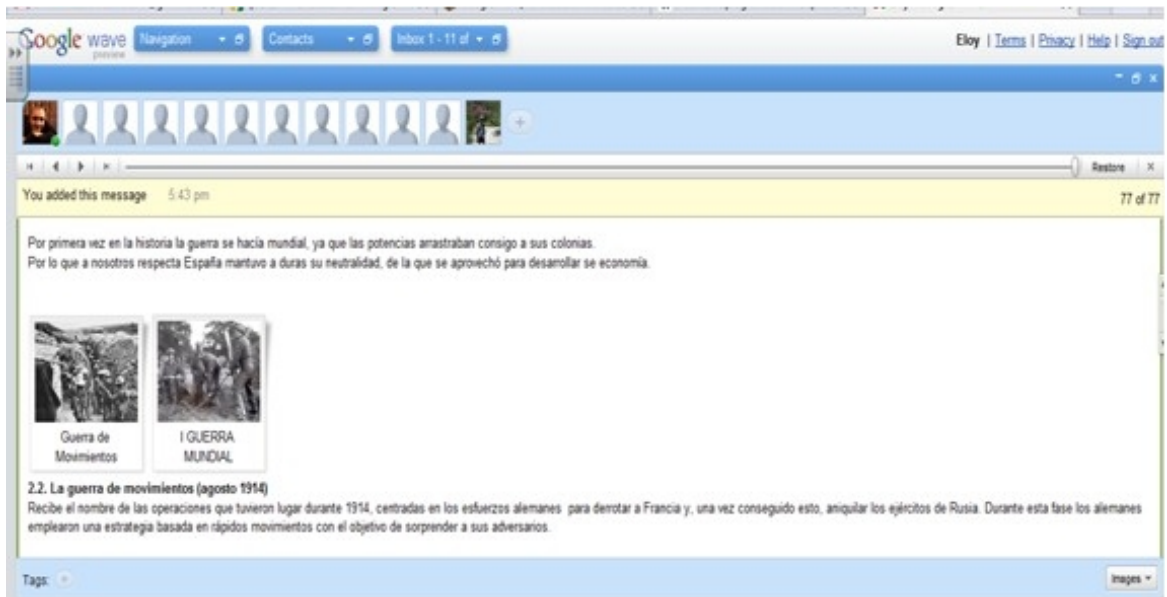 Google wave
preview
Navigation
Contacts
Inbox 1 - 11 of
Eloy | Terms | Privacy | Help | Sign out
Restore
You added this message 5:43 pm
77 of 77
Por primera vez en la historia la guerra se hacía mundial, ya que las potencias arrastraban consigo a sus colonias.
Por lo que a nosotros respecta España mantuvo a duras su neutralidad, de la que se aprovechó para desarrollar se economía.
Guerra de
Movimientos
I GUERRA
MUNDIAL
2.2. La guerra de movimientos (agosto 1914)
Recibe el nombre de las operaciones que tuvieron lugar durante 1914, centradas en los esfuerzos alemanes para derrotar a Francia y, una vez conseguido esto, aniquilar los ejércitos de Rusia. Durante esta fase los alemanes
emplearon una estrategia basada en rápidos movimientos con el objetivo de sorprender a sus adversarios.
Tags:
Images